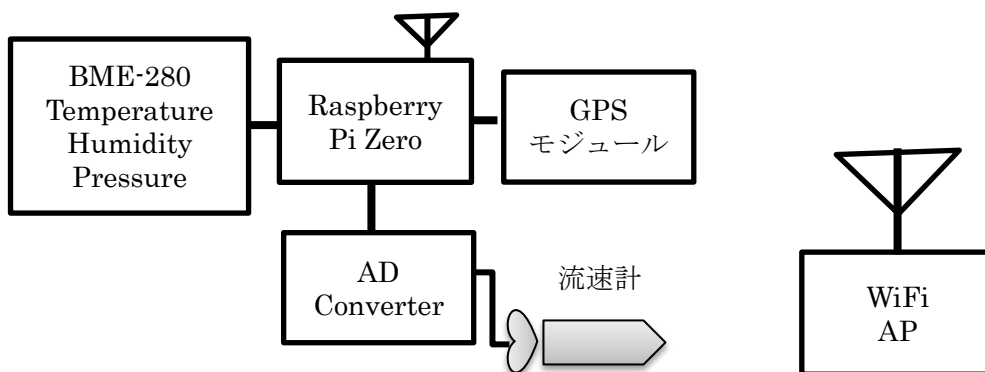 BME-280
Temperature
Humidity
Pressure
Raspberry
Pi Zero
GPS
モジュール
AD
Converter
流速計
WiFi
AP